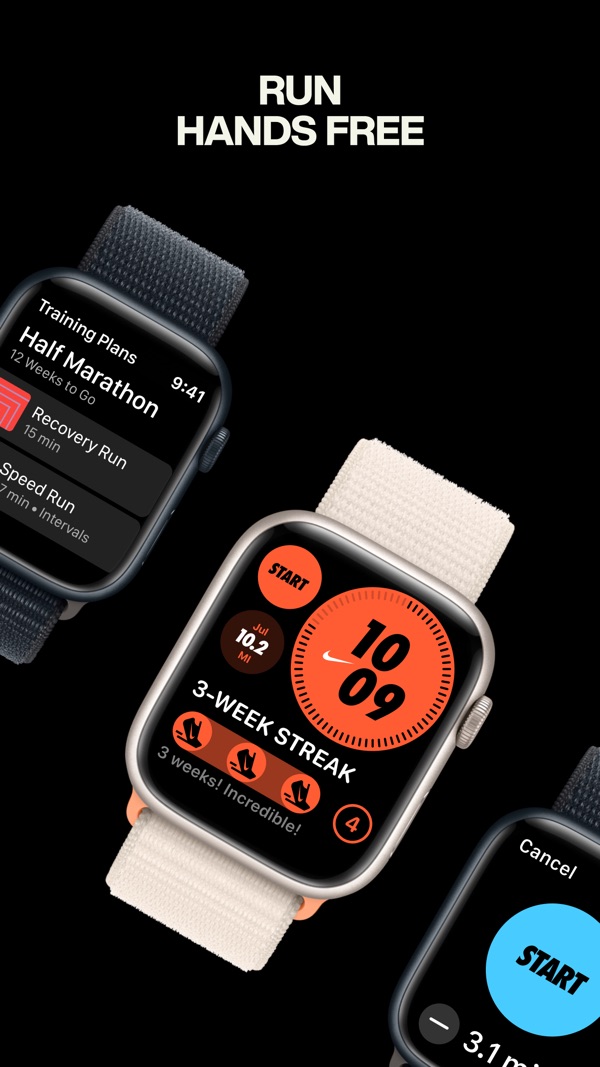 RUN
HANDS FREE
Training Plans
9:41
Half Marathon
12 Weeks to Go
Recovery Run
15 min
Speed Run
7 min • Intervals
START
10
09
Jul
10.2
MI
3-WEEK STREAK
3 weeks! Incredible!
4
Cancel
START
3.1